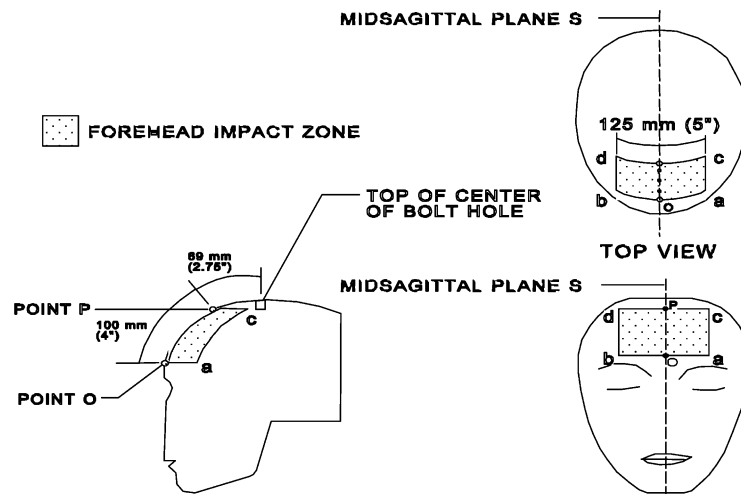 MIDSAGITTAL PLANE S
FOREHEAD IMPACT ZONE
125 mm (5")
d
c
b
o
a
TOP VIEW
TOP OF CENTER
OF BOLT HOLE
69 mm
(2.75")
POINT P
c
100 mm
(4")
a
POINT O
MIDSAGITTAL PLANE S
P
d
c
b
O
a